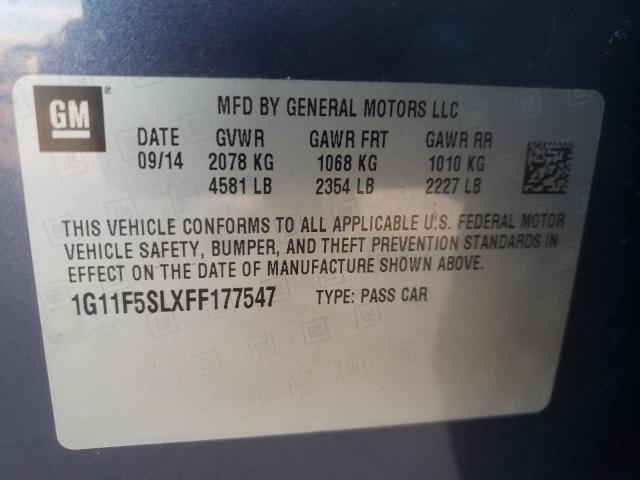 GM ® MFD BY GENERAL MOTORS LLC
DATE GVWR GAWR FRT GAWR RR
09/14 2078 KG 1068 KG 1010 KG
4581 LB 2354 LB 2227 LB
THIS VEHICLE CONFORMS TO ALL APPLICABLE U.S. FEDERAL MOTOR
VEHICLE SAFETY, BUMPER, AND THEFT PREVENTION STANDARDS IN
EFFECT ON THE DATE OF MANUFACTURE SHOWN ABOVE.
1G11F5SLXFF177547 TYPE: PASS CAR